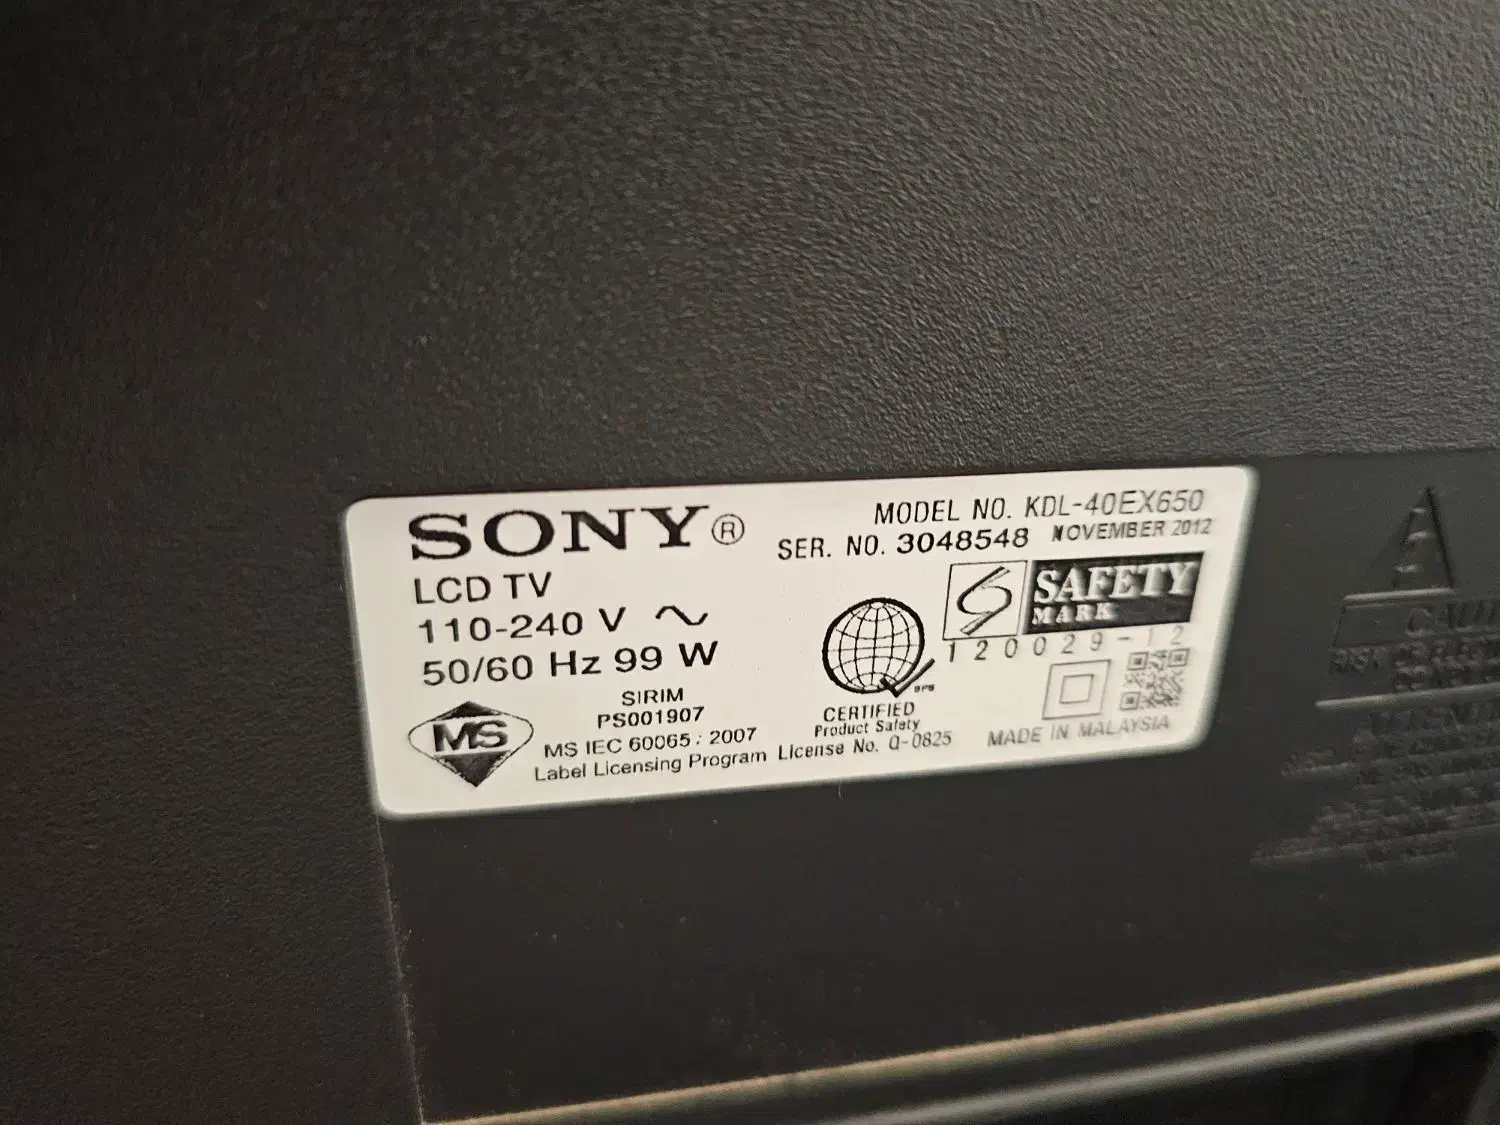 SONY®
MODEL NO. KDL-40EX650
SER. NO. 3048548 NOVEMBER 2012
LCD TV
110-240 V
50/60 Hz 99 W
S SAFETY
MARK
120029-12
MS
SIRIM
PS001907
MS IEC 60065 : 2007
Label Licensing Program
CERTIFIED
Product Safety
License No. Q-0825
MADE IN MALAYSIA